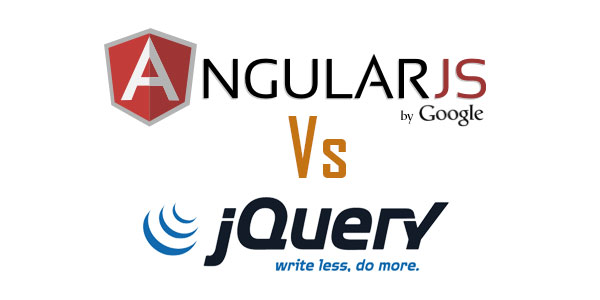 ANGULARJS
by Google
Vs
jQuery
write less, do more.